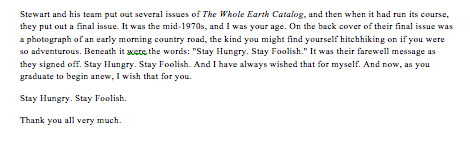 Stewart and his team put out several issues of The Whole Earth Catalog, and then when it had run its course,
they put out a final issue. It was the mid-1970s, and I was your age. On the back cover of their final issue was
a photograph of an early morning country road, the kind you might find yourself hitchhiking on if you were
so adventurous. Beneath it were the words: "Stay Hungry. Stay Foolish." It was their farewell message as
they signed off. Stay Hungry. Stay Foolish. And I have always wished that for myself. And now, as you
graduate to begin anew, I wish that for you.
Stay Hungry. Stay Foolish.
Thank you all very much.